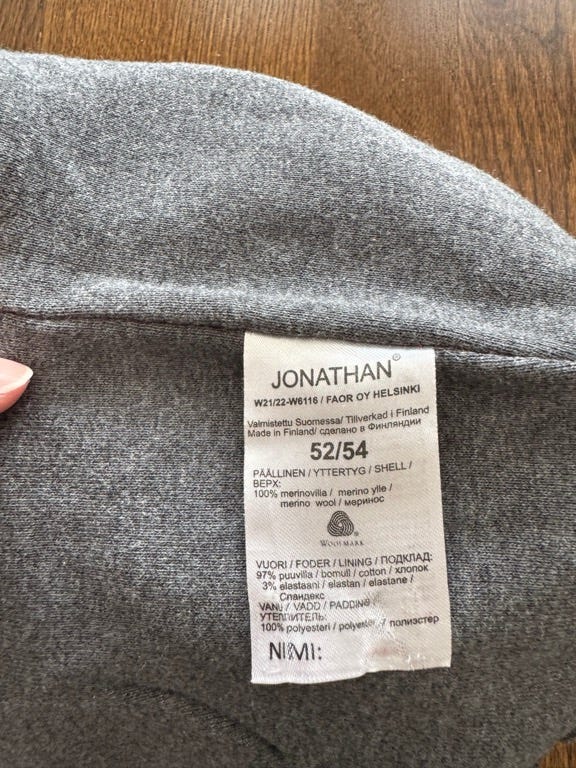 JONATHAN®
W21/22-W6116 / FAOR OY HELSINKI
Valmistettu Suomessa/ Tillverkad i Finland
Made in Finland/ сделано в Финляндии
52/54
PÄÄLLINEN / YTTERTYG / SHELL /
ВЕРХ:
100% merinovilla / merino ylle /
merino wool / меринос
WOOLMARK
VUORI / FODER / LINING / ПОДКЛАД:
97% puuvilla / bomull / cotton / хлопок
3% elastaani / elastan / elastane /
Спандекс
VANU / VADD / PADDING /
УТЕПЛИТЕЛЬ:
100% polyesteri / polyester / полиэстер
NIMI: